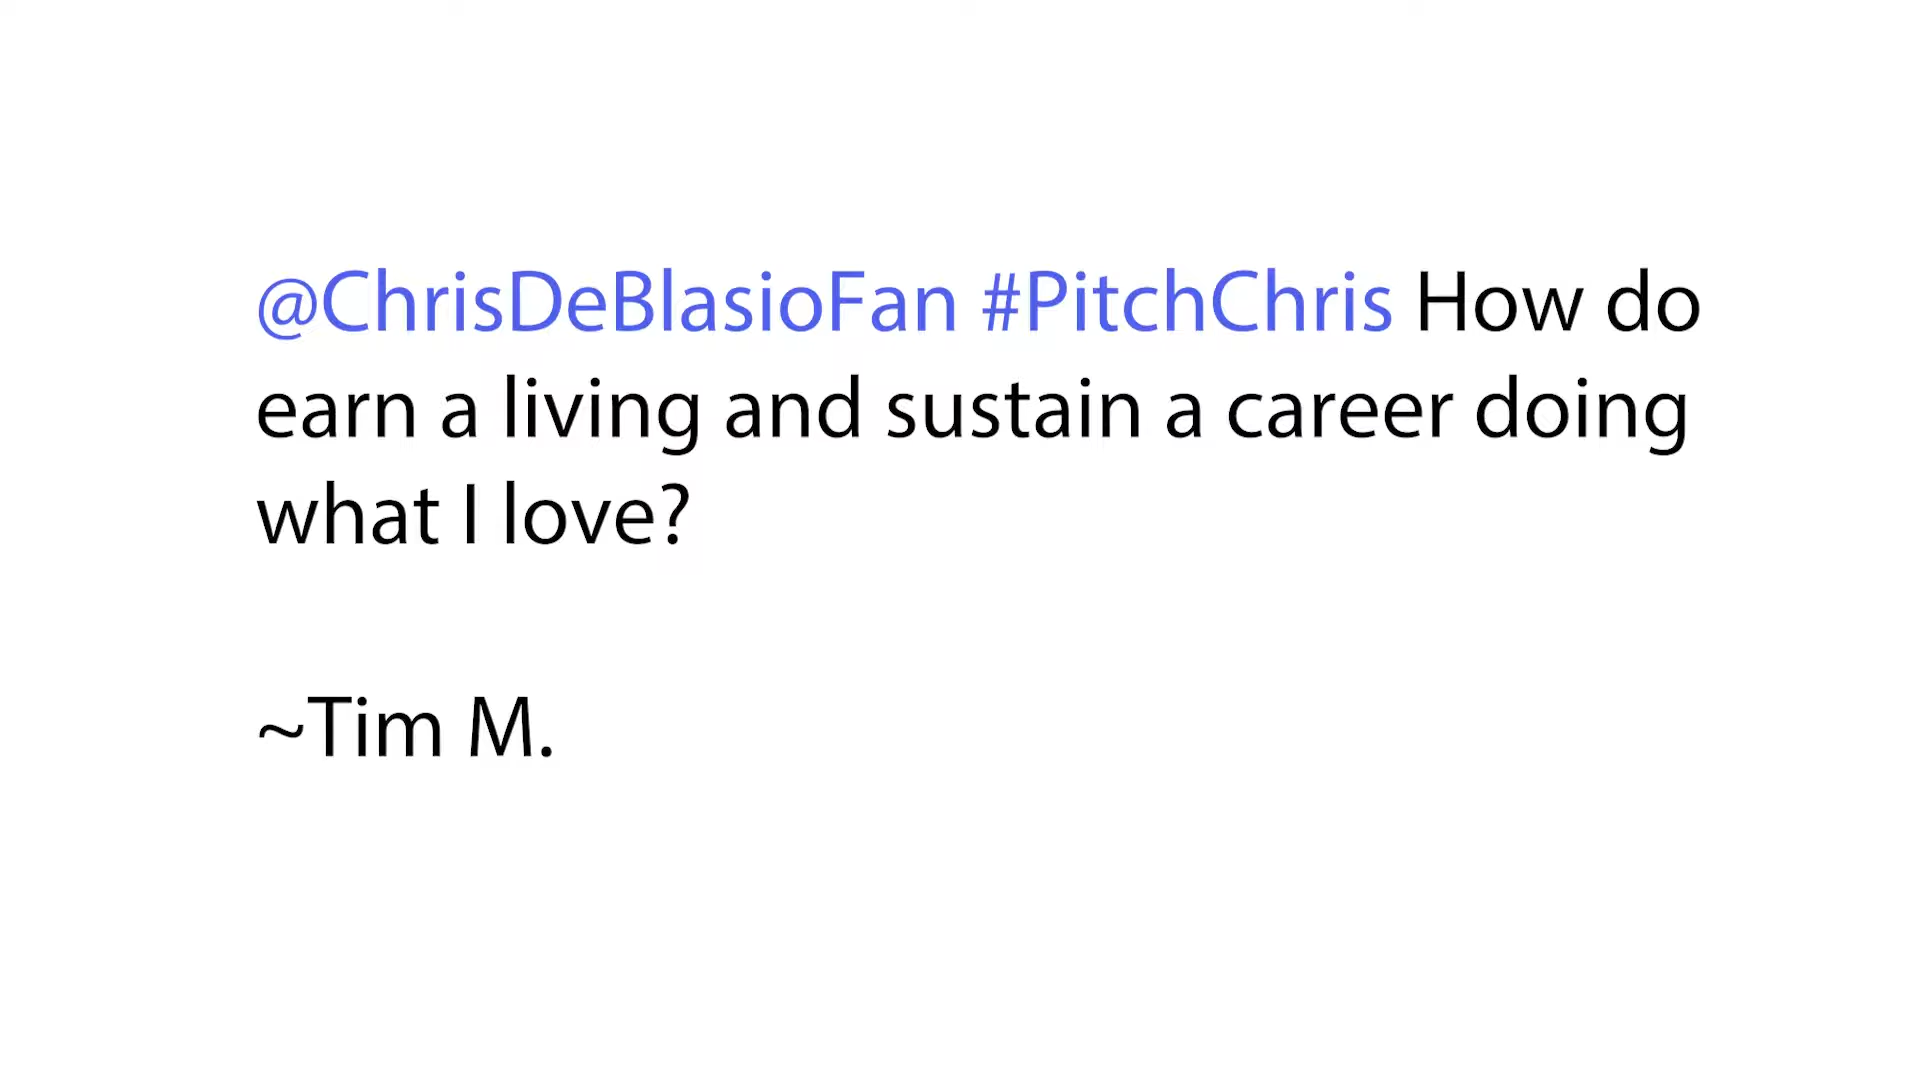 @ChrisDeBlasioFan #PitchChris How do
earn a living and sustain a career doing
what I love?
~Tim M.